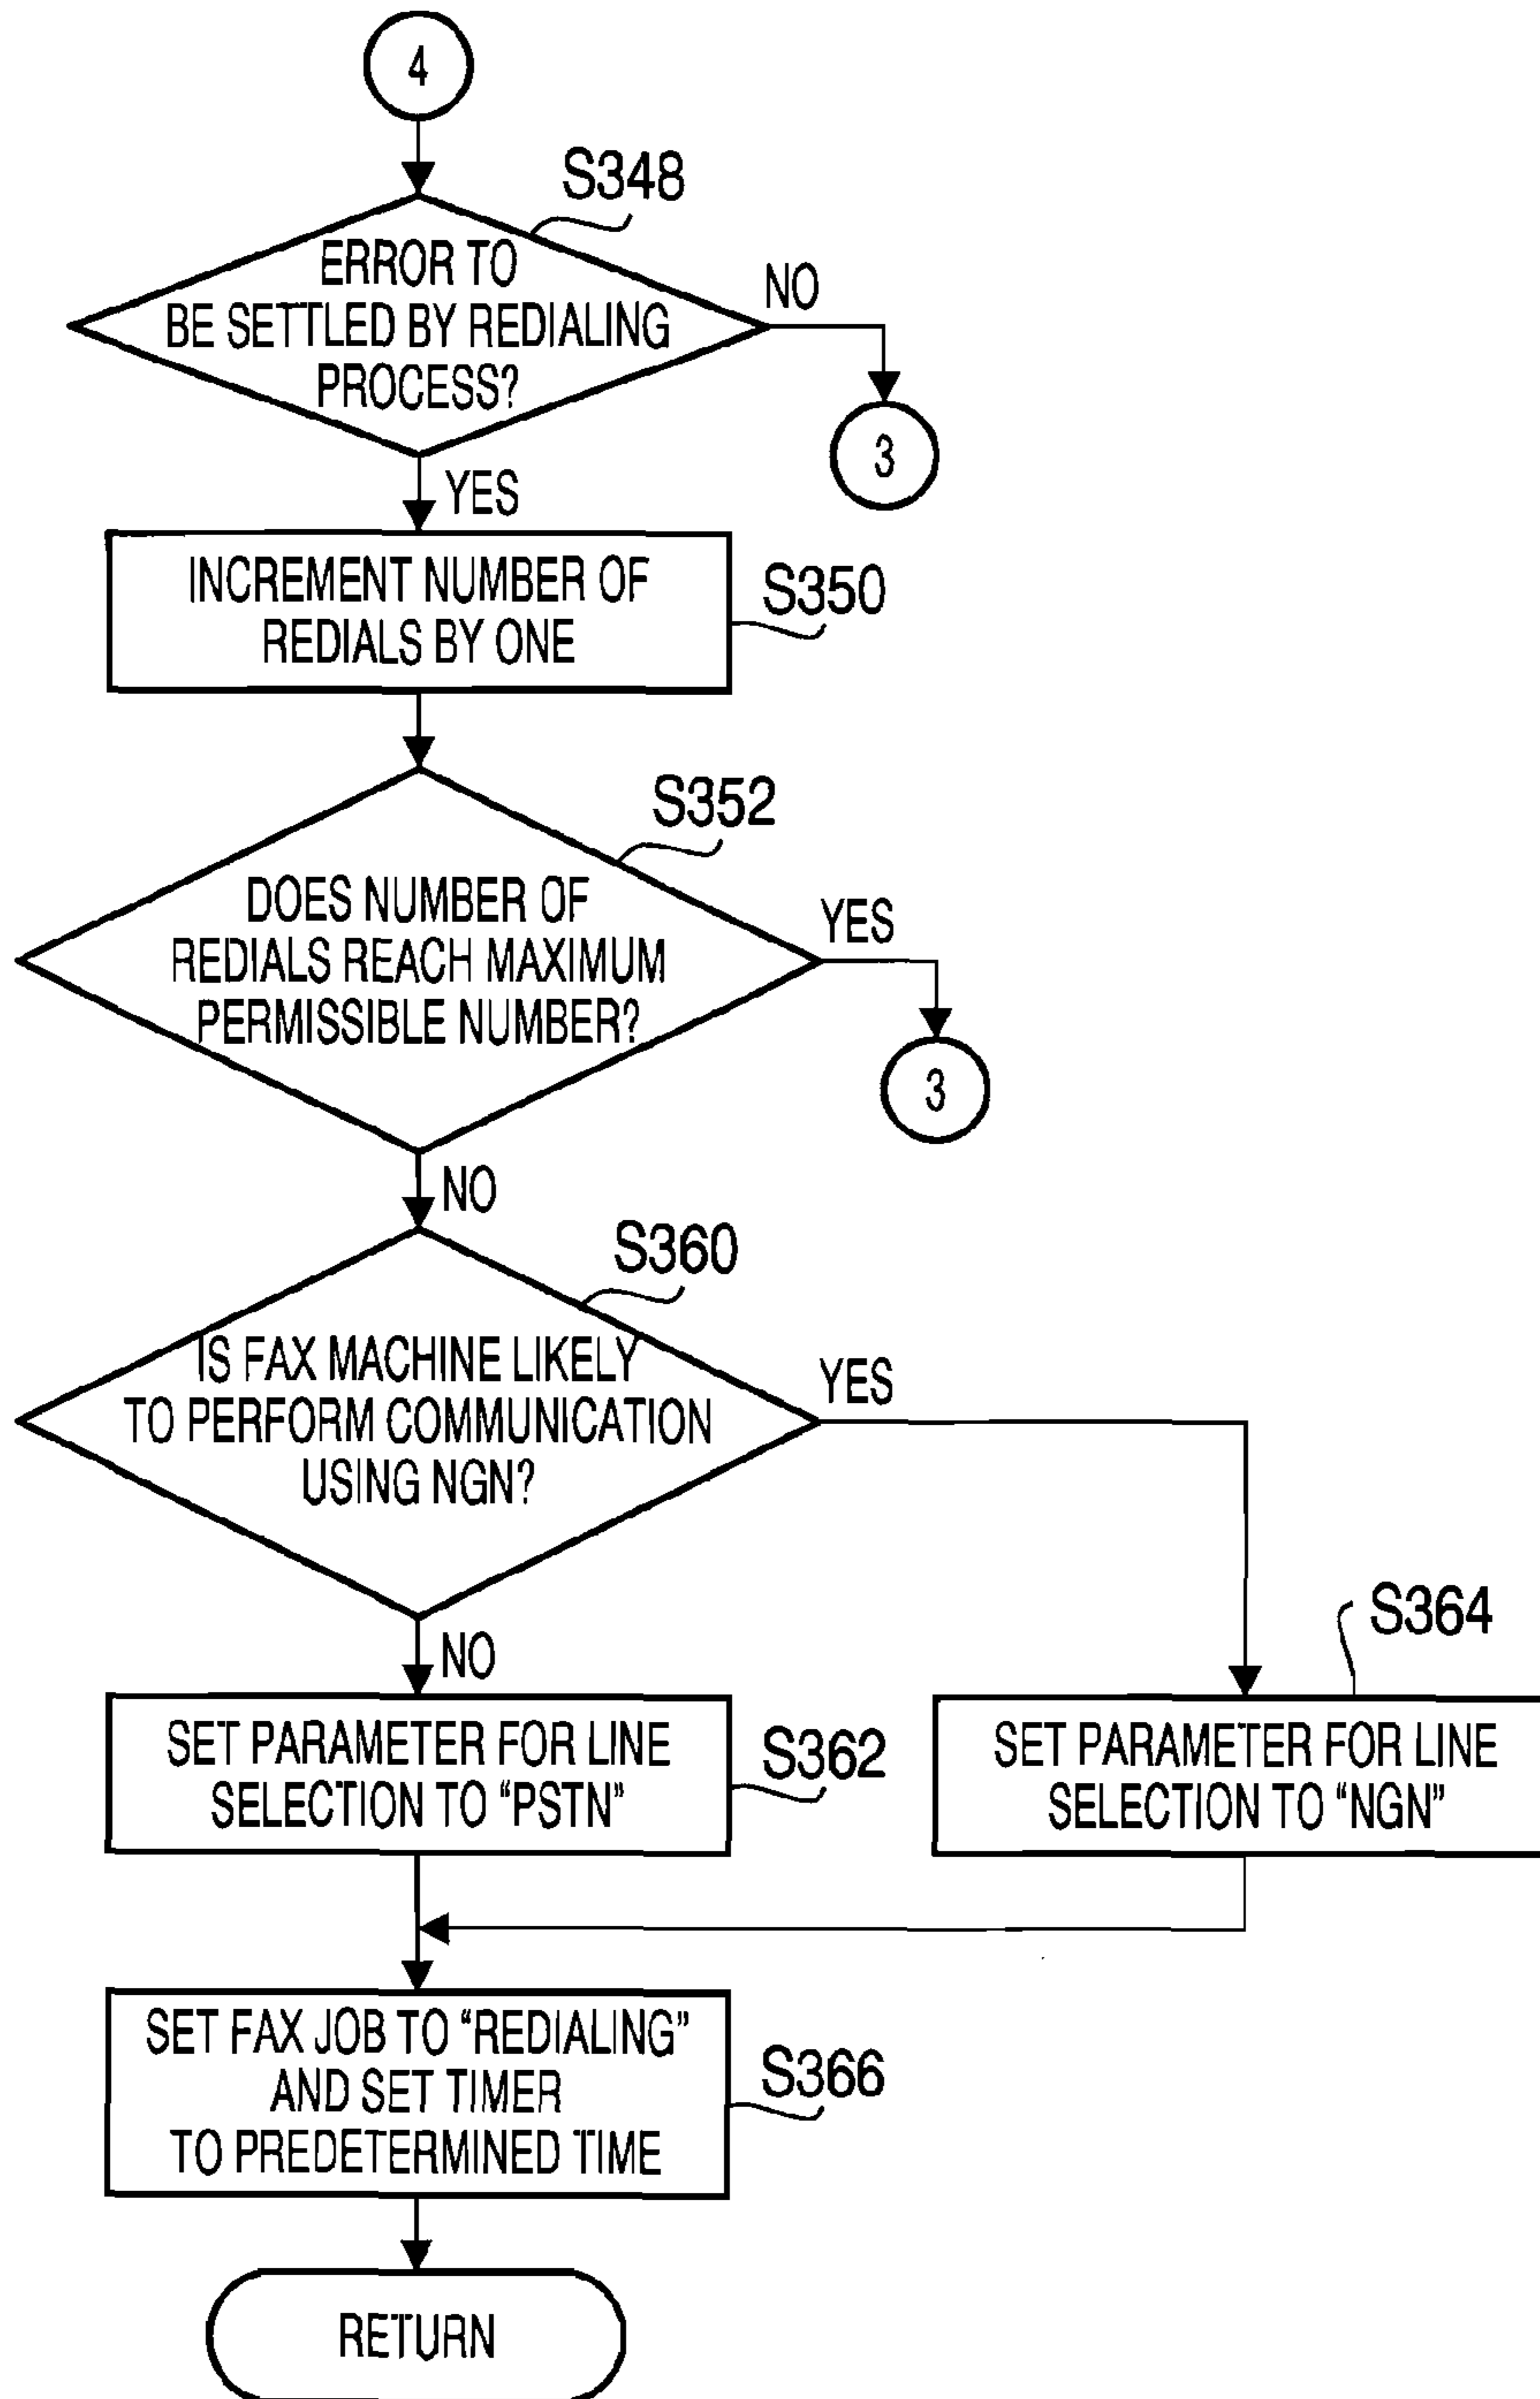 4
S348
ERROR TO
BE SETTLED BY REDIALING
PROCESS?
NO
3
YES
INCREMENT NUMBER OF
REDIALS BY ONE
S350
S352
DOES NUMBER OF
REDIALS REACH MAXIMUM
PERMISSIBLE NUMBER?
YES
3
NO
S360
IS FAX MACHINE LIKELY
TO PERFORM COMMUNICATION
USING NGN?
YES
NO
S364
SET PARAMETER FOR LINE
SELECTION TO “PSTN”
S362
SET PARAMETER FOR LINE
SELECTION TO “NGN”
SET FAX JOB TO “REDIALING”
AND SET TIMER
TO PREDETERMINED TIME
S366
RETURN